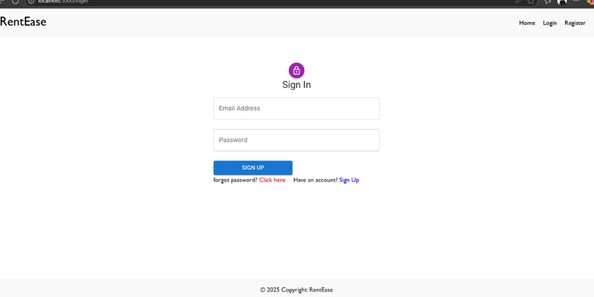 RentEase
Home Login Register
Sign In
Email Address
Password
SIGN UP
forgot password? Click here Have an account? Sign Up
© 2025 Copyright: RentEase